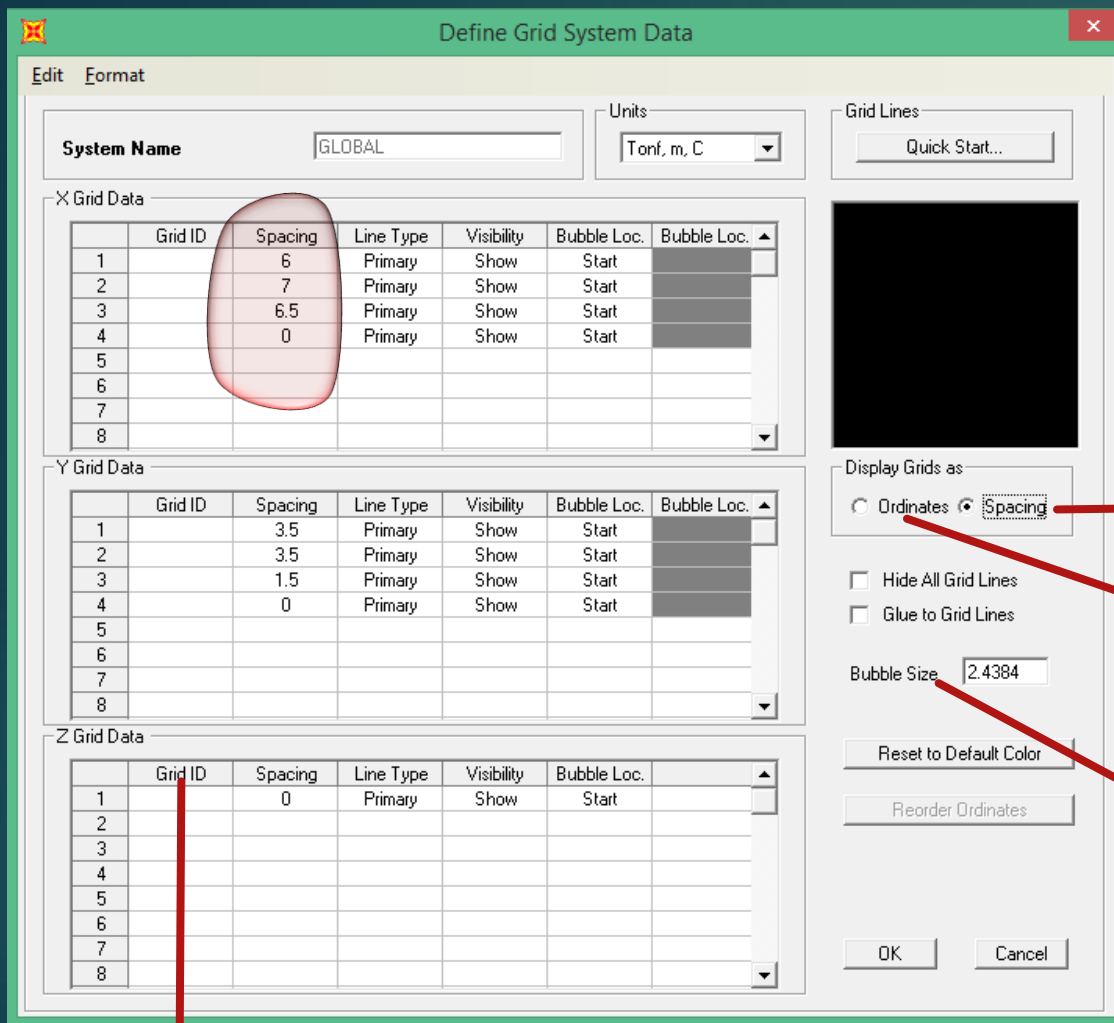 Define Grid System Data
Edit Format
System Name GLOBAL
Units
Tonf, m, C
Grid Lines
Quick Start...
X Grid Data
Grid ID Spacing Line Type Visibility Bubble Loc. Bubble Loc.
1 6 Primary Show Start
2 7 Primary Show Start
3 6.5 Primary Show Start
4 0 Primary Show Start
5
6
7
8
Y Grid Data
Grid ID Spacing Line Type Visibility Bubble Loc. Bubble Loc.
1 3.5 Primary Show Start
2 3.5 Primary Show Start
3 1.5 Primary Show Start
4 0 Primary Show Start
5
6
7
8
Z Grid Data
Grid ID Spacing Line Type Visibility Bubble Loc.
1 0 Primary Show Start
2
3
4
5
6
7
8
Display Grids as
Ordinates Spacing
Hide All Grid Lines
Glue to Grid Lines
Bubble Size 2.4384
Reset to Default Color
Reorder Ordinates
OK Cancel